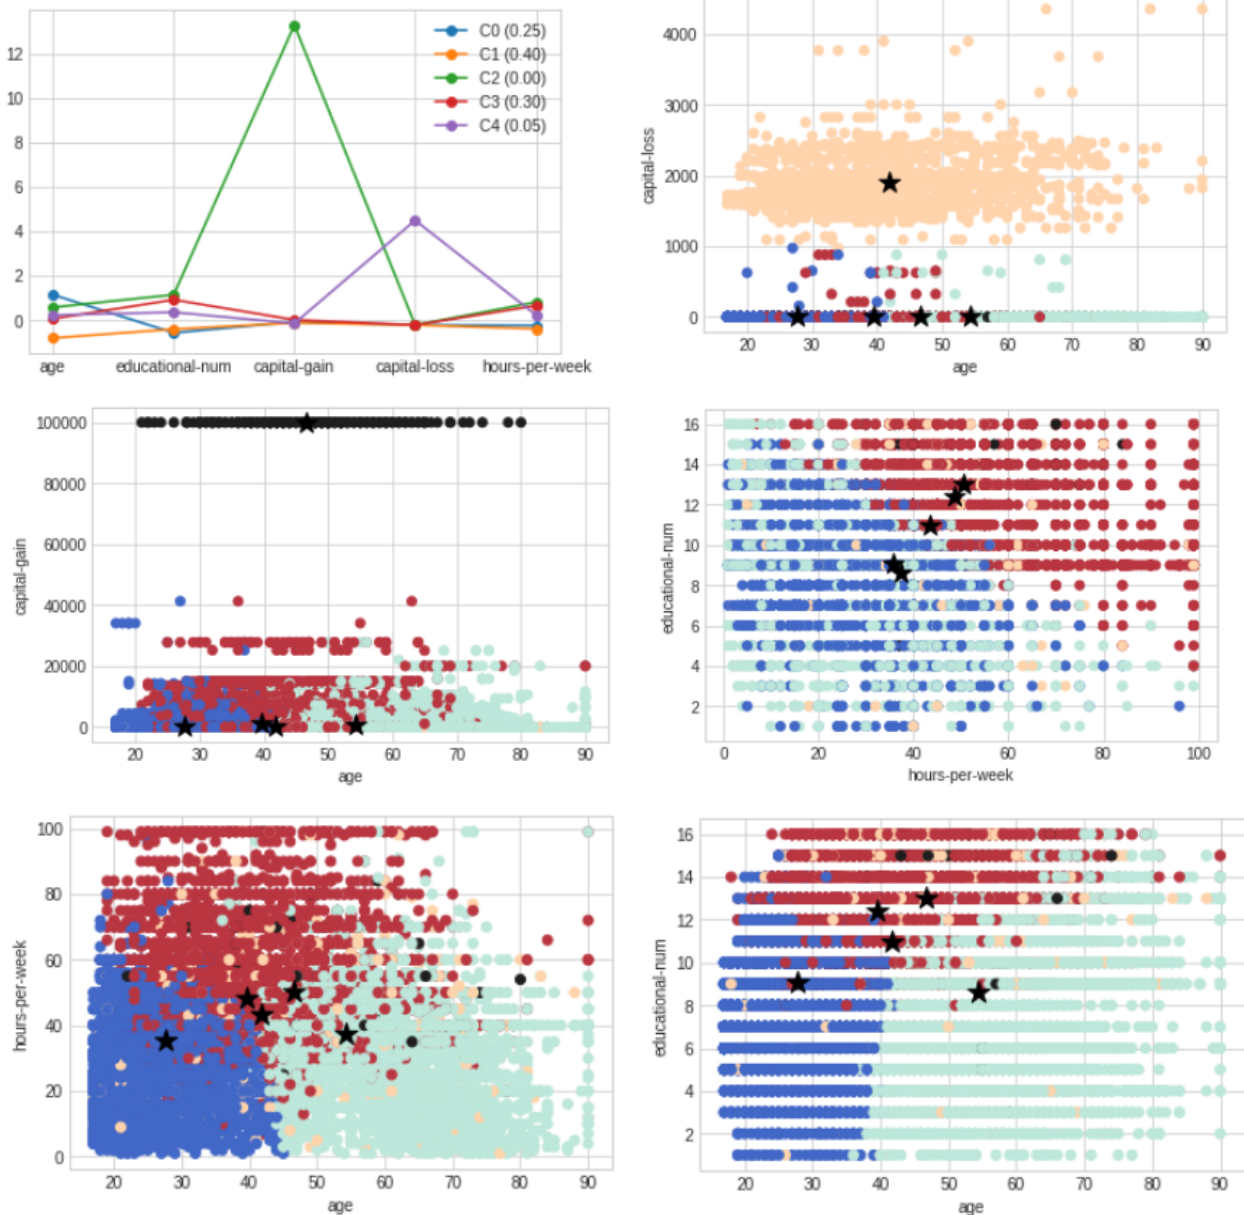 12
10
8
6
4
2
0
C0 (0.25)
C1 (0.40)
C2 (0.00)
C3 (0.30)
C4 (0.05)
age educational-num capital-gain capital-loss hours-per-week
capital-loss
4000
3000
2000
1000
0
20 30 40 50 60 70 80 90
age
capital-gain
100000
80000
60000
40000
20000
0
20 30 40 50 60 70 80 90
age
educational-num
16
14
12
10
8
6
4
2
0 20 40 60 80 100
hours-per-week
hours-per-week
100
80
60
40
20
0
20 30 40 50 60 70 80 90
age
educational-num
16
14
12
10
8
6
4
2
20 30 40 50 60 70 80 90
age